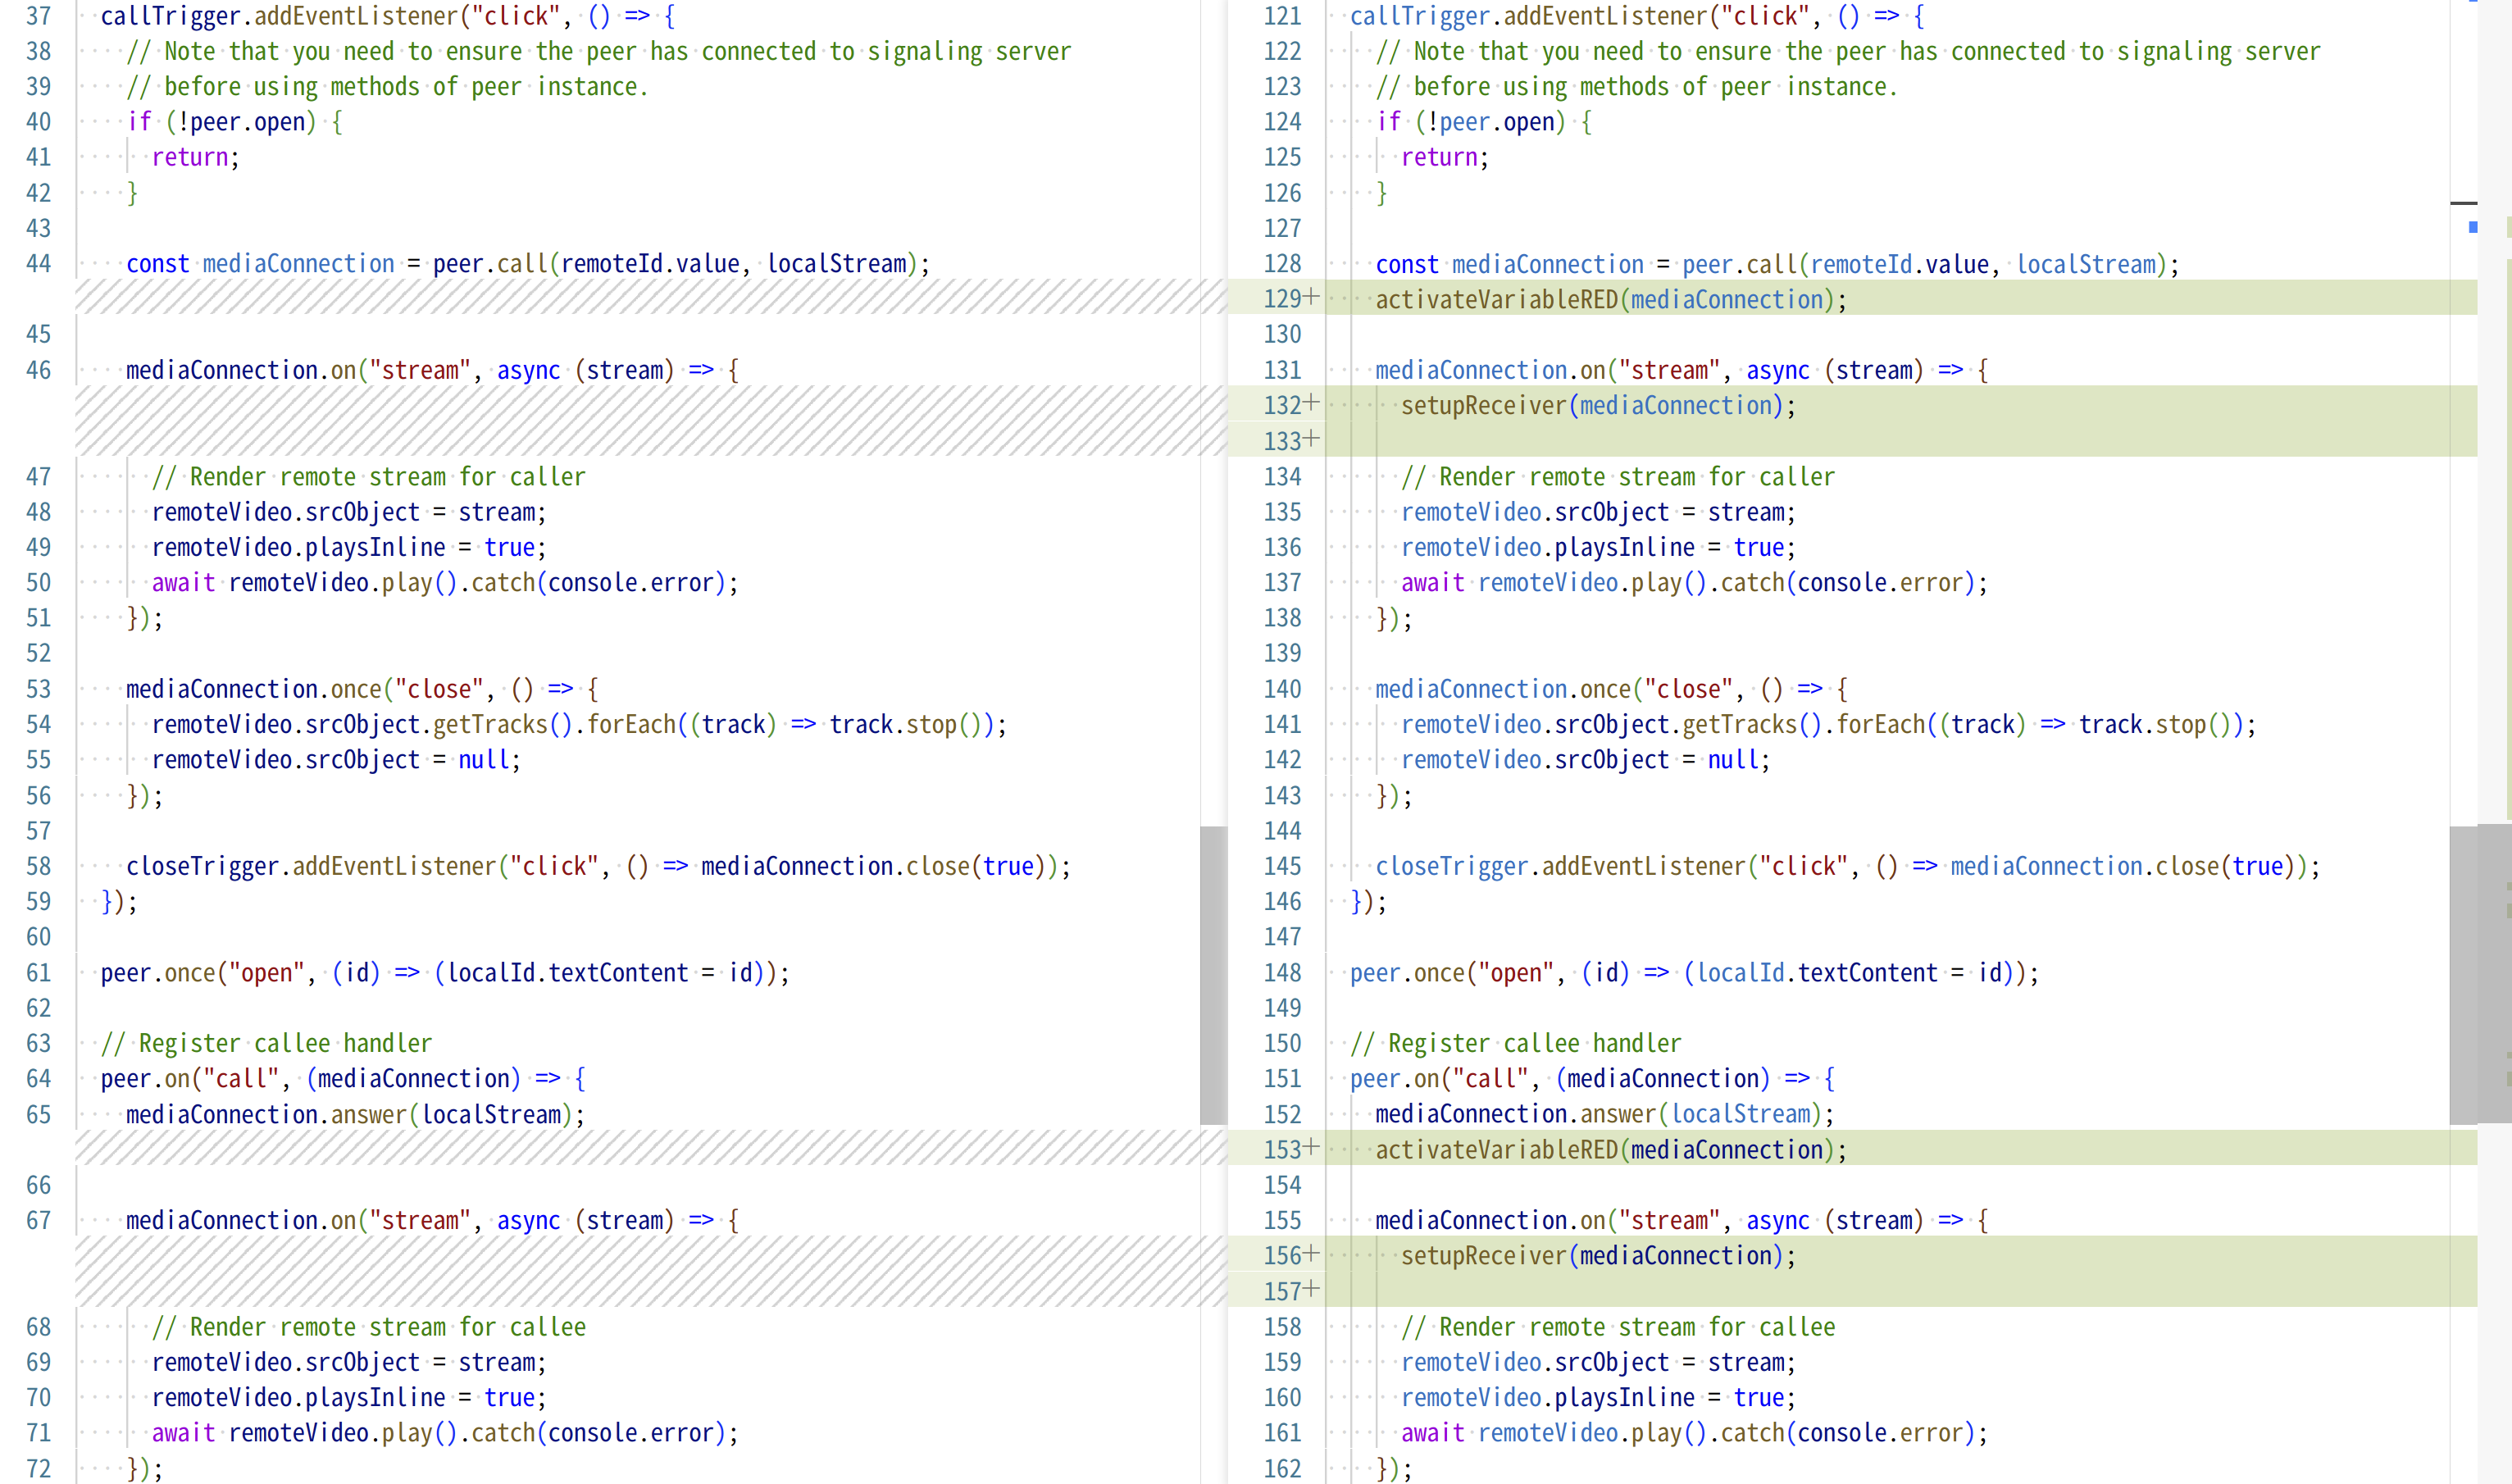 37 callTrigger.addEventListener("click", () => {
38 // Note that you need to ensure the peer has connected to signaling server
39 // before using methods of peer instance.
40 if (!peer.open) {
41 return;
42 }
43
44 const mediaConnection = peer.call(remoteId.value, localStream);
45
46 mediaConnection.on("stream", async (stream) => {
47 // Render remote stream for caller
48 remoteVideo.srcObject = stream;
49 remoteVideo.playsInline = true;
50 await remoteVideo.play().catch(console.error);
51 });
52
53 mediaConnection.once("close", () => {
54 remoteVideo.srcObject.getTracks().forEach((track) => track.stop());
55 remoteVideo.srcObject = null;
56 });
57
58 closeTrigger.addEventListener("click", () => mediaConnection.close(true));
59 });
60
61 peer.once("open", (id) => (localId.textContent = id));
62
63 // Register callee handler
64 peer.on("call", (mediaConnection) => {
65 mediaConnection.answer(localStream);
66
67 mediaConnection.on("stream", async (stream) => {
68 // Render remote stream for callee
69 remoteVideo.srcObject = stream;
70 remoteVideo.playsInline = true;
71 await remoteVideo.play().catch(console.error);
72 });
121 callTrigger.addEventListener("click", () => {
122 // Note that you need to ensure the peer has connected to signaling server
123 // before using methods of peer instance.
124 if (!peer.open) {
125 return;
126 }
127
128 const mediaConnection = peer.call(remoteId.value, localStream);
129+ activateVariableRED(mediaConnection);
130
131 mediaConnection.on("stream", async (stream) => {
132+ setupReceiver(mediaConnection);
133+
134 // Render remote stream for caller
135 remoteVideo.srcObject = stream;
136 remoteVideo.playsInline = true;
137 await remoteVideo.play().catch(console.error);
138 });
139
140 mediaConnection.once("close", () => {
141 remoteVideo.srcObject.getTracks().forEach((track) => track.stop());
142 remoteVideo.srcObject = null;
143 });
144
145 closeTrigger.addEventListener("click", () => mediaConnection.close(true));
146 });
147
148 peer.once("open", (id) => (localId.textContent = id));
149
150 // Register callee handler
151 peer.on("call", (mediaConnection) => {
152 mediaConnection.answer(localStream);
153+ activateVariableRED(mediaConnection);
154
155 mediaConnection.on("stream", async (stream) => {
156+ setupReceiver(mediaConnection);
157+
158 // Render remote stream for callee
159 remoteVideo.srcObject = stream;
160 remoteVideo.playsInline = true;
161 await remoteVideo.play().catch(console.error);
162 });